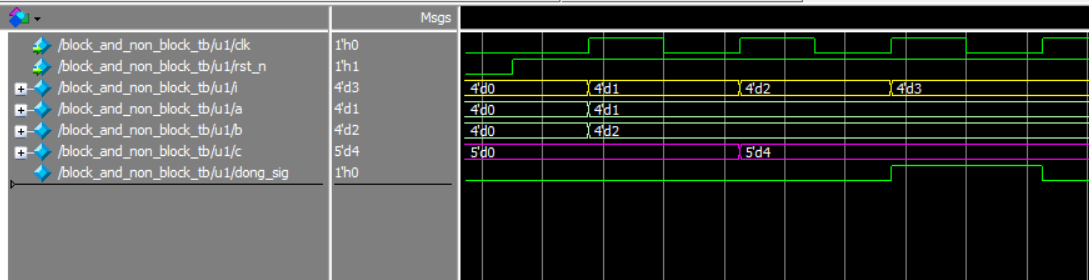 Msgs
/block_and_non_block_tb/u1/clk 1'h0
/block_and_non_block_tb/u1/rst_n 1'h1
/block_and_non_block_tb/u1/i 4'd3 4'd0 4'd1 4'd2 4'd3
/block_and_non_block_tb/u1/a 4'd1 4'd0 4'd1
/block_and_non_block_tb/u1/b 4'd2 4'd0 4'd2
/block_and_non_block_tb/u1/c 5'd4 5'd0 5'd4
/block_and_non_block_tb/u1/dong_sig 1'h0